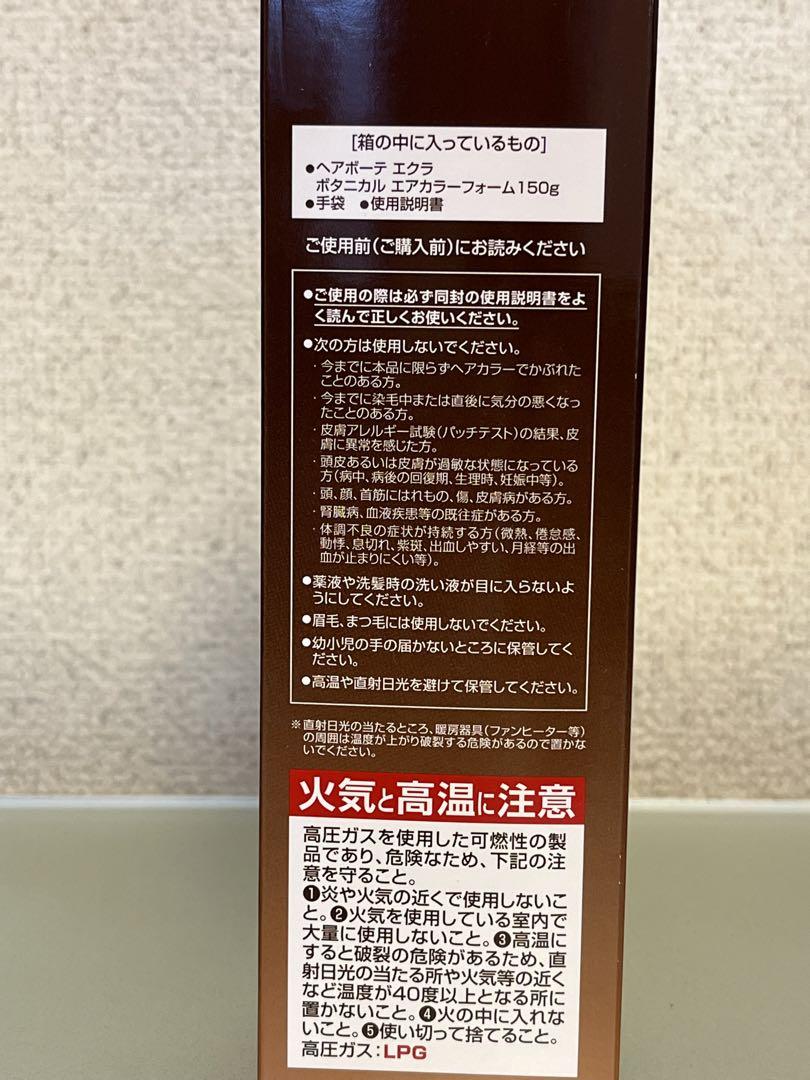 [箱の中に入っているもの]
●ヘアボーテ エクラ
ボタニカル エアカラーフォーム150g
●手袋 ●使用説明書
ご使用前(ご購入前)にお読みください
●ご使用の際は必ず同封の使用説明書をよ
く読んで正しくお使いください。
●次の方は使用しないでください。
・今までに本品に限らずヘアカラーでかぶれた
ことのある方。
・今までに染毛中または直後に気分の悪くなっ
たことのある方。
・皮膚アレルギー試験(パッチテスト)の結果、皮
膚に異常を感じた方。
・頭皮あるいは皮膚が過敏な状態になっている
方(病中、病後の回復期、生理時、妊娠中等)。
・頭、顔、首筋にはれもの、傷、皮膚病がある方。
・腎臓病、血液疾患等の既往症がある方。
・体調不良の症状が持続する方(微熱、倦怠感、
動悸、息切れ、紫斑、出血しやすい、月経等の出
血が止まりにくい等)。
●薬液や洗髪時の洗い液が目に入らないよ
うにしてください。
●眉毛、まつ毛には使用しないでください。
●幼小児の手の届かないところに保管してく
ださい。
●高温や直射日光を避けて保管してください。
※直射日光の当たるところ、暖房器具(ファンヒーター等)
の周囲は温度が上がり破裂する危険があるので置かな
いでください。
火気と高温に注意
高圧ガスを使用した可燃性の製
品であり、危険なため、下記の注
意を守ること。
❶炎や火気の近くで使用しないこ
と。❷火気を使用している室内で
大量に使用しないこと。❸高温に
すると破裂の危険があるため、直
射日光の当たる所や火気等の近く
など温度が40度以上となる所に
置かないこと。❹火の中に入れな
いこと。❺使い切って捨てること。
高圧ガス:LPG